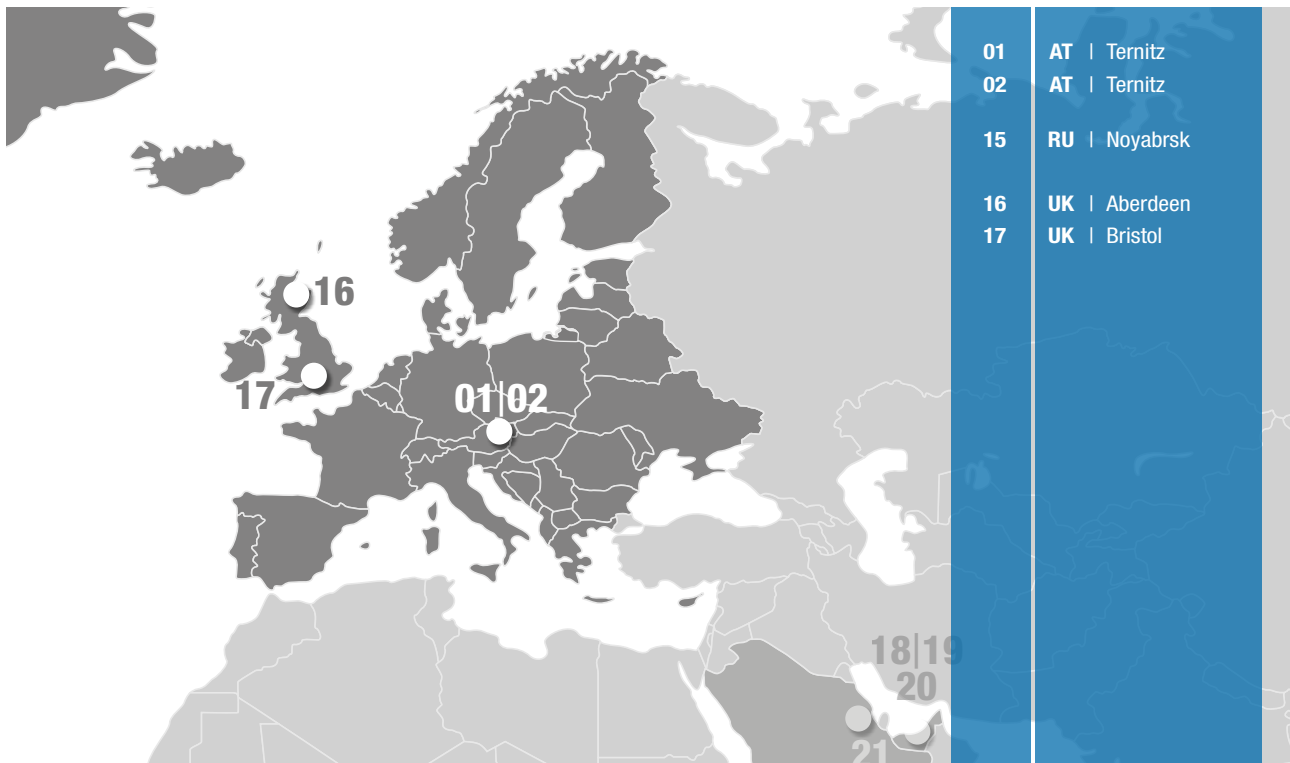 01 AT | Ternitz
02 AT | Ternitz
15 RU | Noyabrsk
16 UK | Aberdeen
17 UK | Bristol
16
17
01|02
18|19
20
21